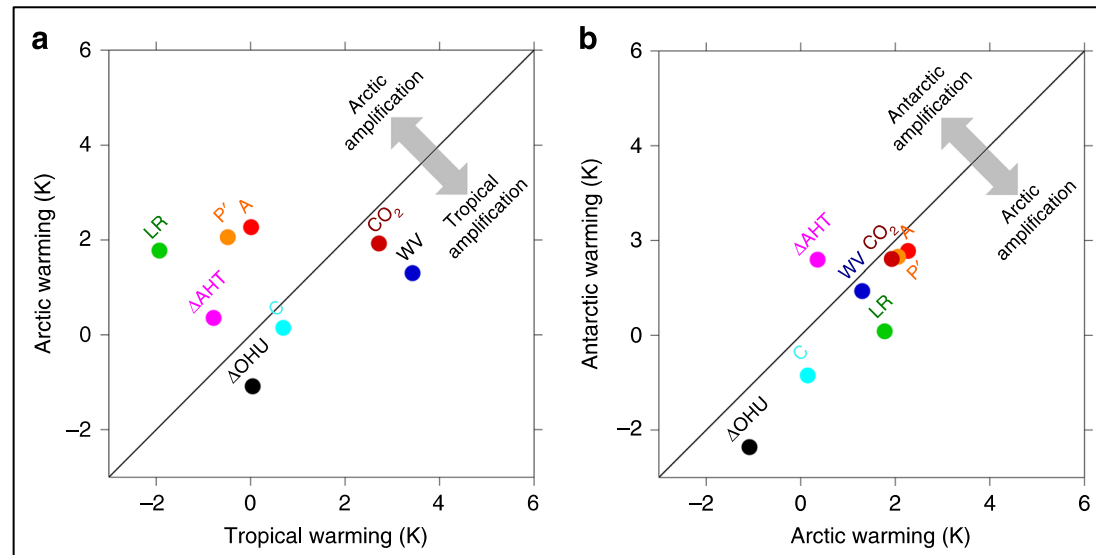 a
6
4
2
0
−2
Arctic warming (K)
Arctic
amplification
Tropical
amplification
LR
P′
A
CO2
WV
ΔAHT
C
ΔOHU
−2
0
2
4
6
Tropical warming (K)
b
6
4
3
0
−2
Antarctic warming (K)
Antarctic
amplification
Arctic
amplification
ΔAHT
WV
CO2
A
P′
LR
C
ΔOHU
−2
0
2
4
6
Arctic warming (K)